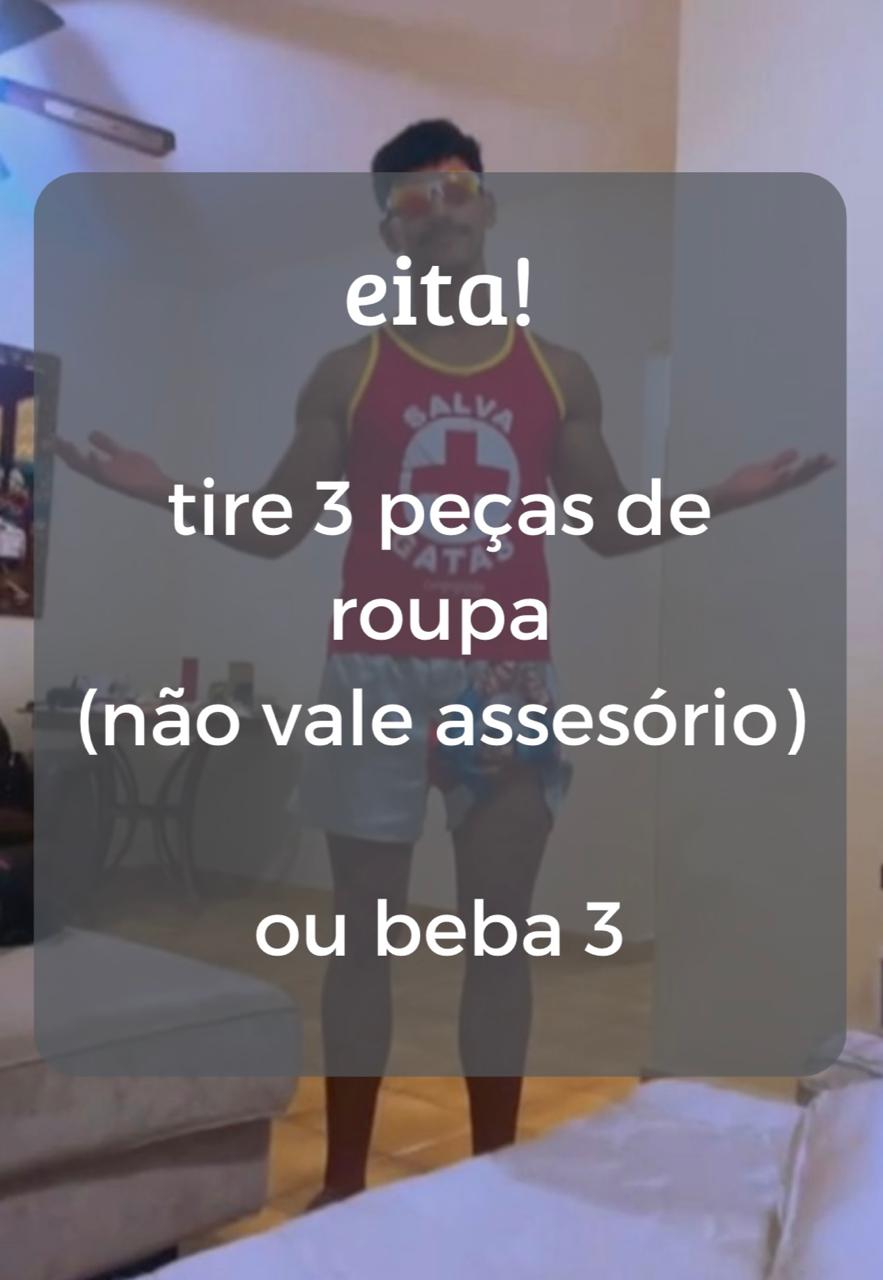 eita!
SALVA
GATAS
tire 3 peças de
roupa
(não vale assesório)
ou beba 3